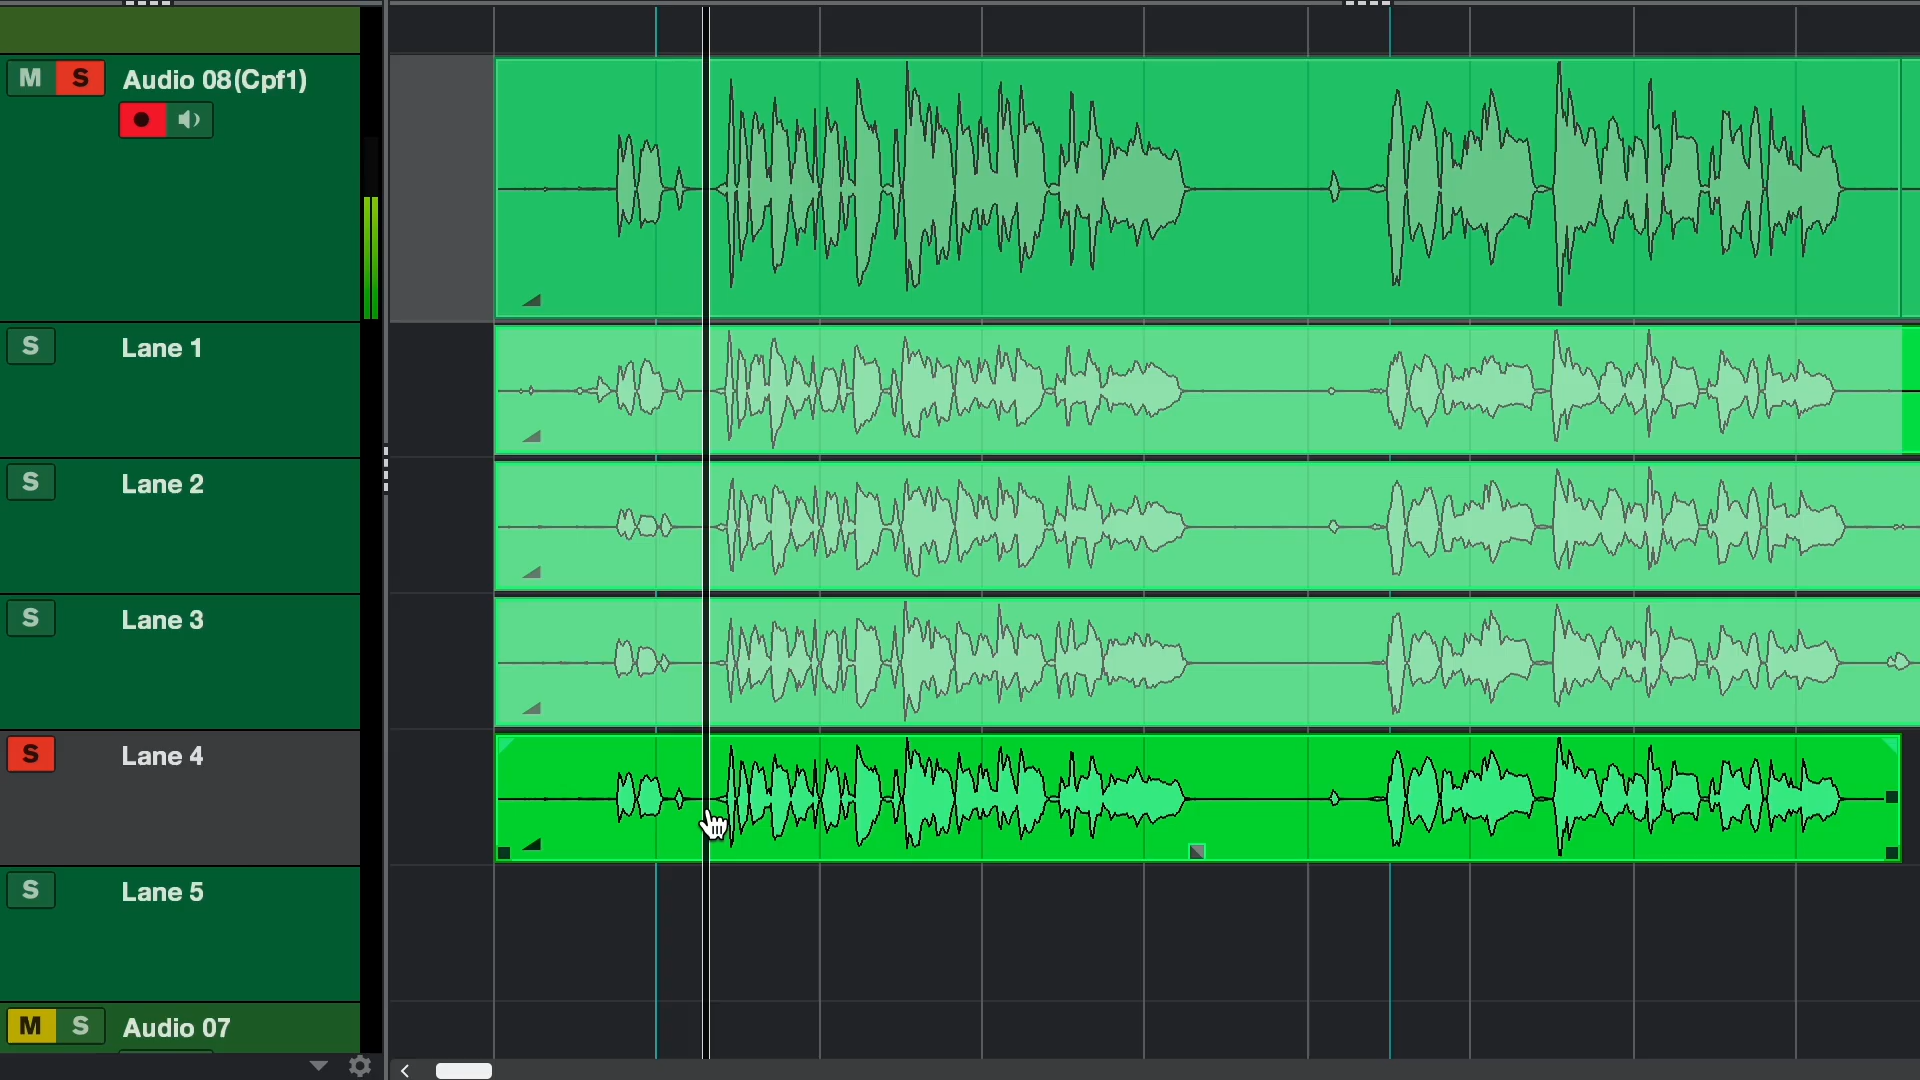 M S Audio 08(Cpf1)
S Lane 1
S Lane 2
S Lane 3
S Lane 4
S Lane 5
M S Audio 07